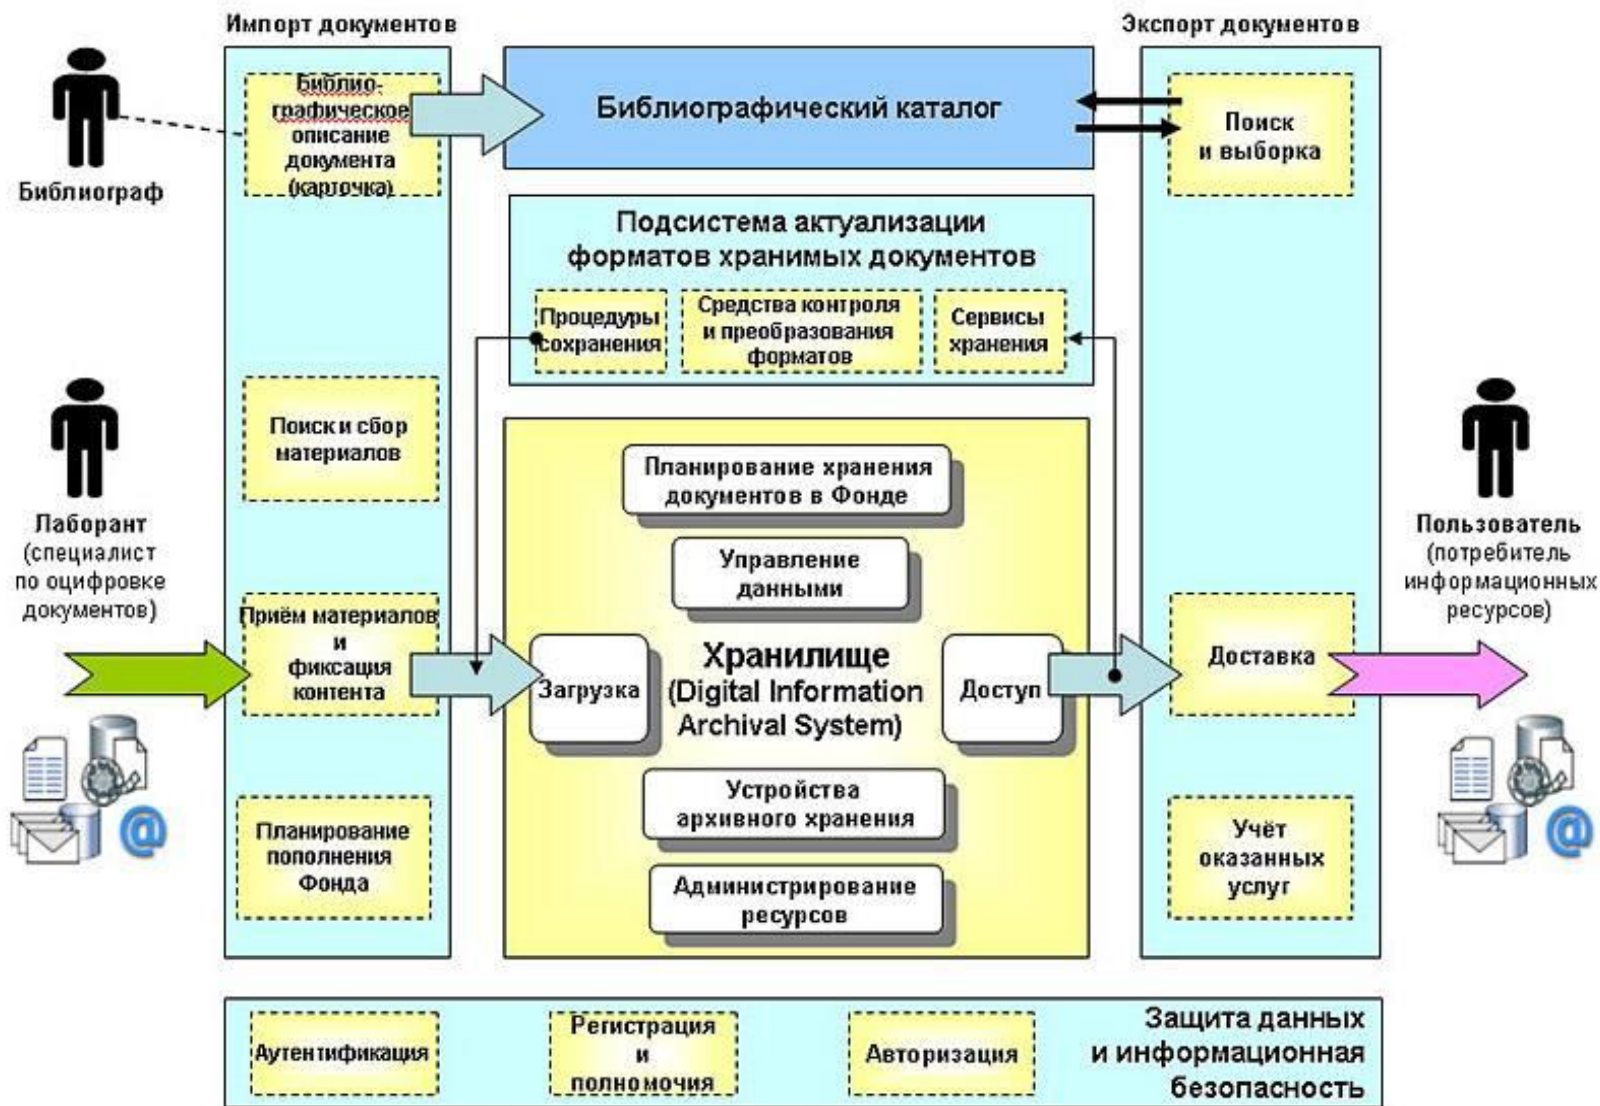 Импорт документов
Экспорт документов
Библио-
графическое
описание
документа
(карточка)
Библиограф
Библиографический каталог
Поиск
и выборка
Подсистема актуализации
форматов хранимых документов
Процедуры
сохранения
Средства контроля
и преобразования
форматов
Сервисы
хранения
Поиск и сбор
материалов
Лаборант
(специалист
по оцифровке
документов)
Приём материалов
и
фиксация
контента
Планирование
пополнения
Фонда
Планирование хранения
документов в Фонде
Управление
данными
Загрузка
Хранилище
(Digital Information
Archival System)
Доступ
Устройства
архивного хранения
Администрирование
ресурсов
Доставка
Учёт
оказанных
услуг
Пользователь
(потребитель
информационных
ресурсов)
@
@
Аутентификация
Регистрация
и
полномочия
Авторизация
Защита данных
и информационная
безопасность